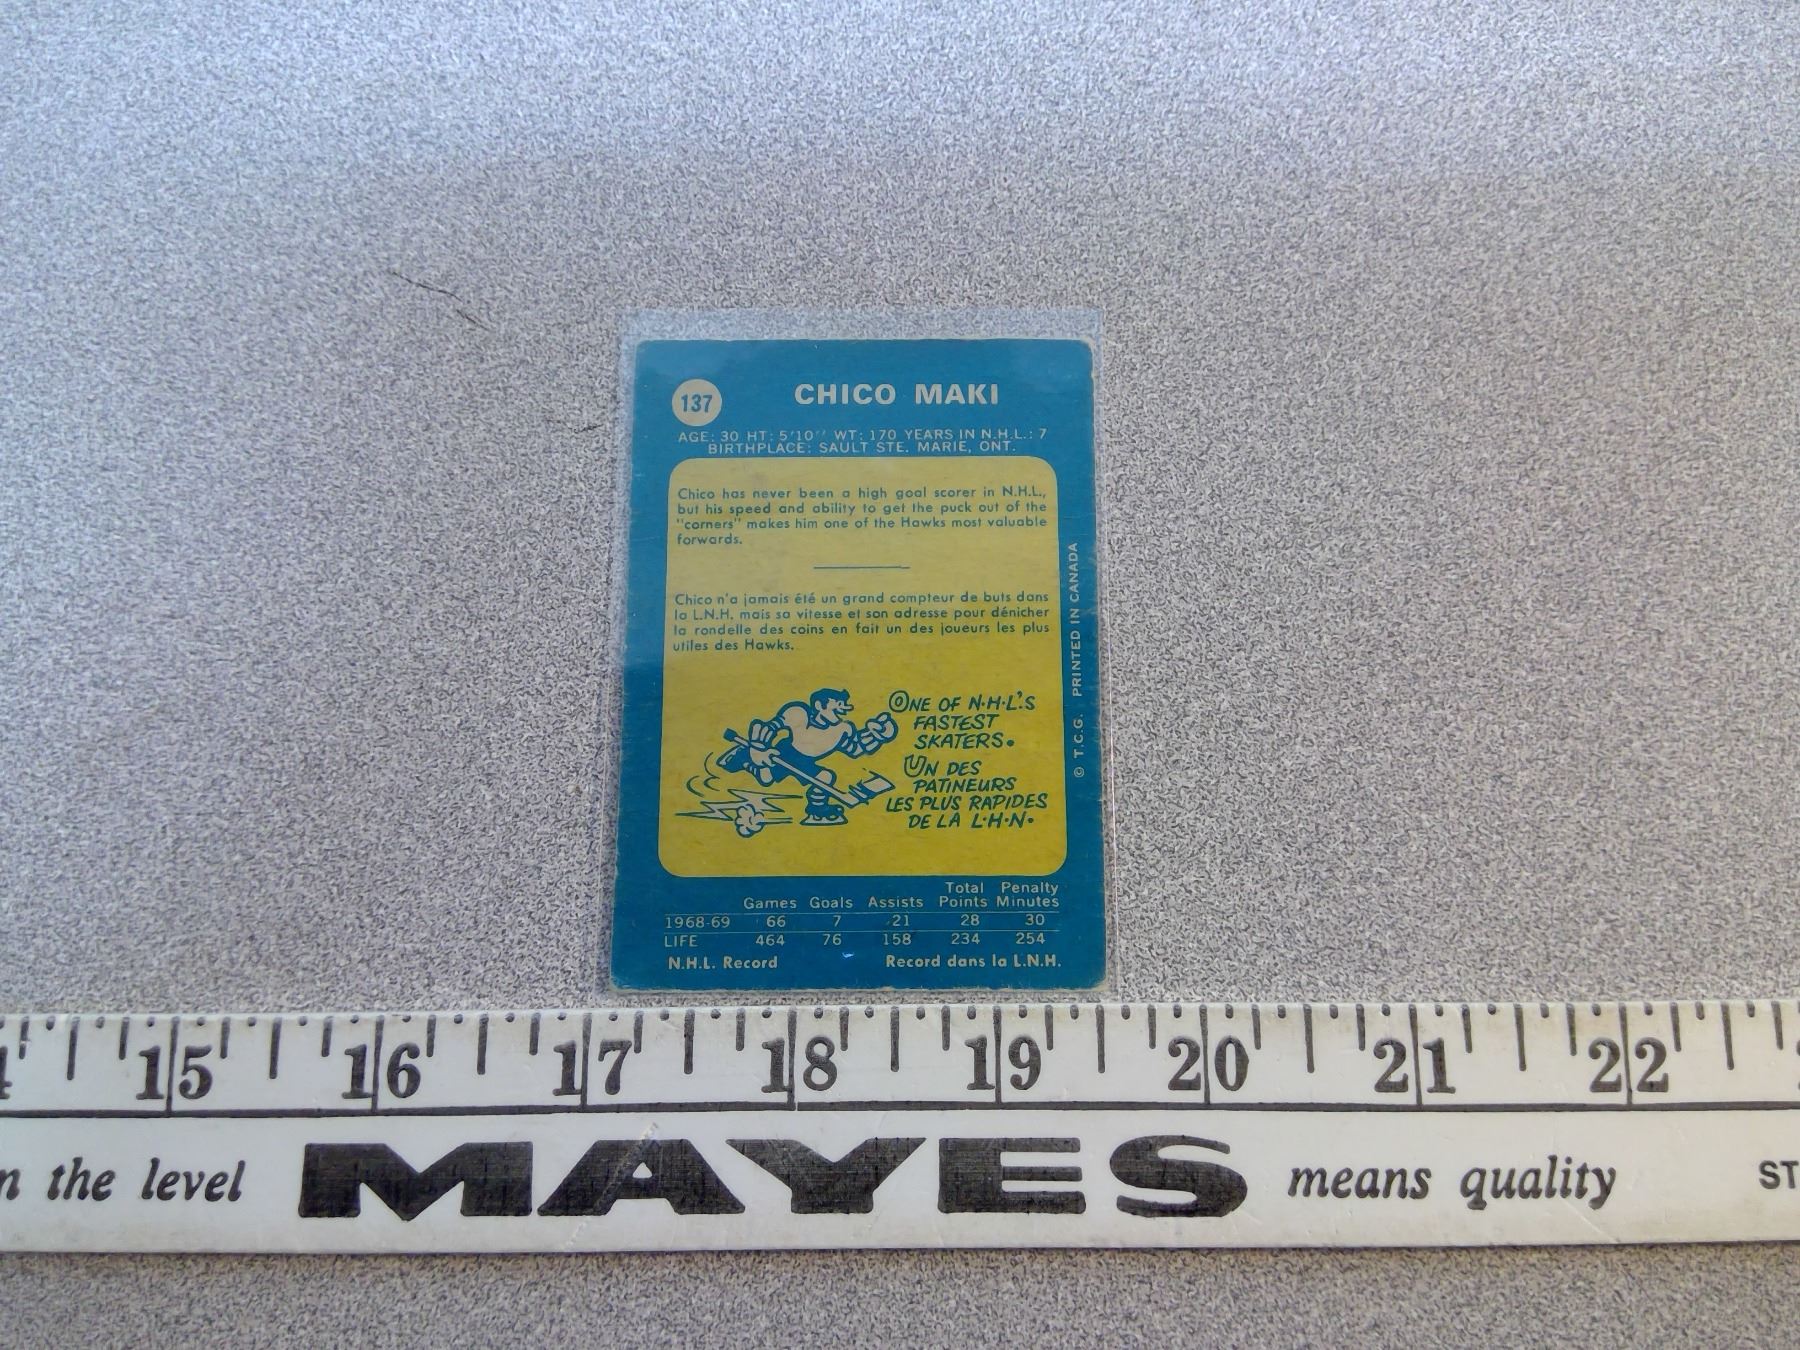 137
CHICO MAKI
AGE: 30 HT: 5'10" WT: 170 YEARS IN N.H.L.: 7
BIRTHPLACE: SAULT STE. MARIE, ONT.
Chico has never been a high goal scorer in N.H.L.,
but his speed and ability to get the puck out of the
"corners" makes him one of the Hawks most valuable
forwards.
Chico n'a jamais été un grand compteur de buts dans
la L.N.H. mais sa vitesse et son adresse pour dénicher
la rondelle des coins en fait un des joueurs les plus
utiles des Hawks.
ONE OF N.H.L.'S
FASTEST
SKATERS.
UN DES
PATINEURS
LES PLUS RAPIDES
DE LA L.H.N.
© T.C.G. PRINTED IN CANADA
Total Penalty
Games Goals Assists Points Minutes
1968-69 66 7 21 28 30
LIFE 464 76 158 234 254
N.H.L. Record Record dans la L.N.H.
15 16 17 18 19 20 21 22
the level MAYES means quality